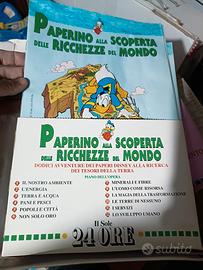 PAPERINO ALLA SCOPERTA
DELLE RICCHEZZE DEL MONDO
PAPERINO ALLA SCOPERTA
DELLE RICCHEZZE DEL MONDO
DODICI AVVENTURE DEI PAPERI DISNEY ALLA RICERCA
DEI TESORI DELLA TERRA
PIANO DELL'OPERA
IL NOSTRO AMBIENTE
L'ENERGIA
TERRA E ACQUA
PANI E PESCI
POPOLI E CITTÀ
NON SOLO ORO
MINERALI E FIBRE
L'UOMO COME RISORSA
LA MAGIA DELLA TRASFORMAZIONE
LE TERRE DI NESSUNO
I SERVIZI
LO SVILUPPO UMANO
Il Sole
24 ORE
subito